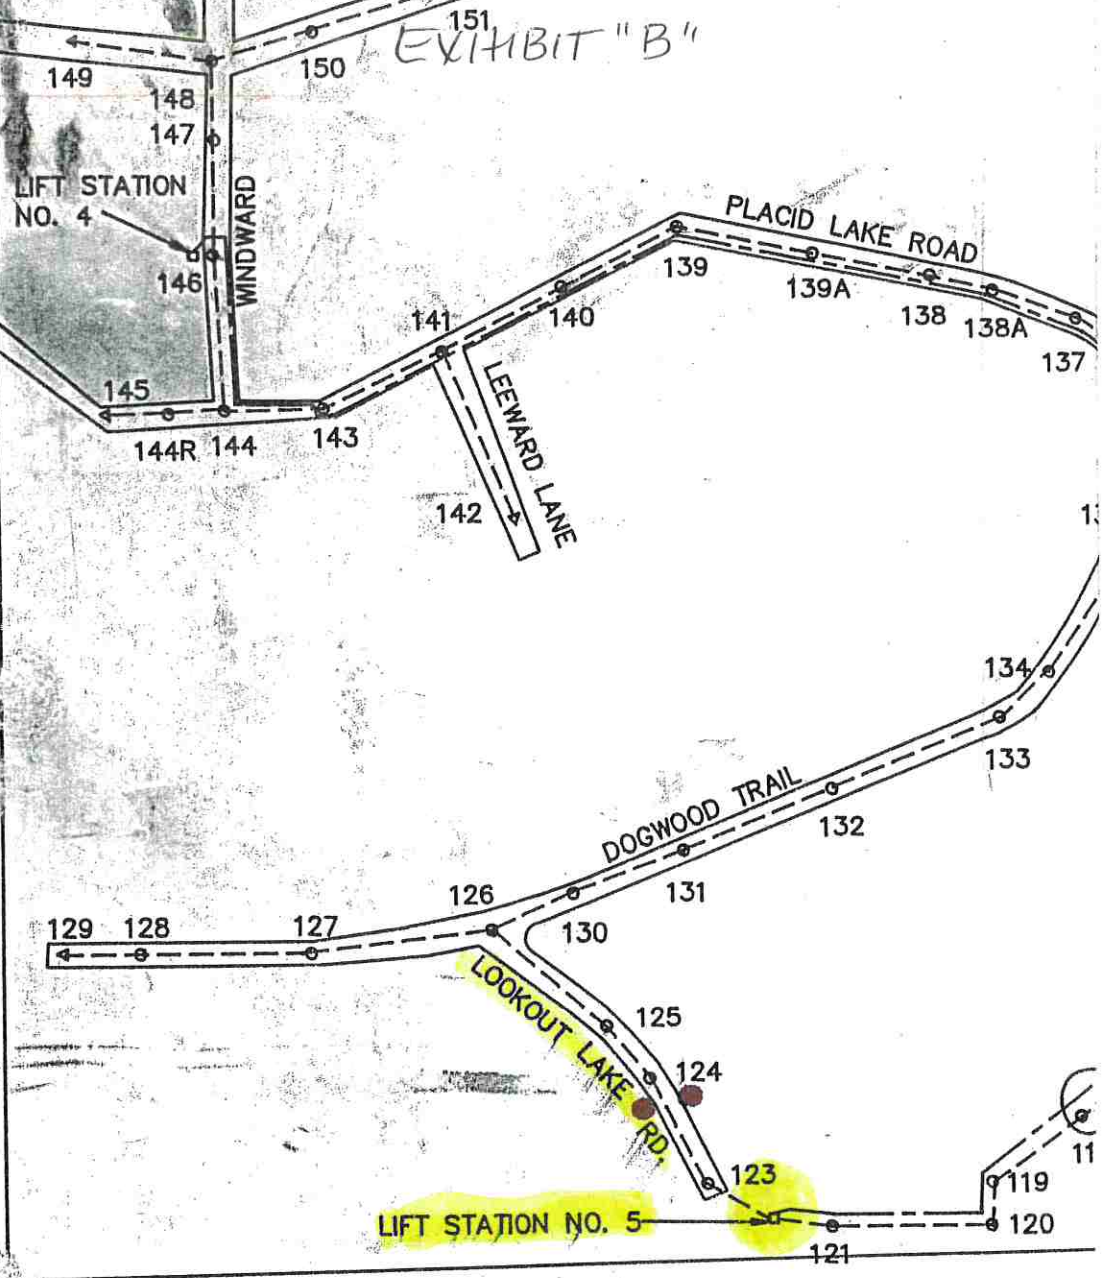 151
EXHIBIT "B"
150
149
148
147
LIFT STATION
NO. 4
WINDWARD
146
PLACID LAKE ROAD
139
139A
138
138A
137
141
140
LEEWARD LANE
145
144R
144
143
142
134
133
DOGWOOD TRAIL
132
131
126
130
129
128
127
LOOKOUT LAKE RD.
125
124
123
119
LIFT STATION NO. 5
120
121